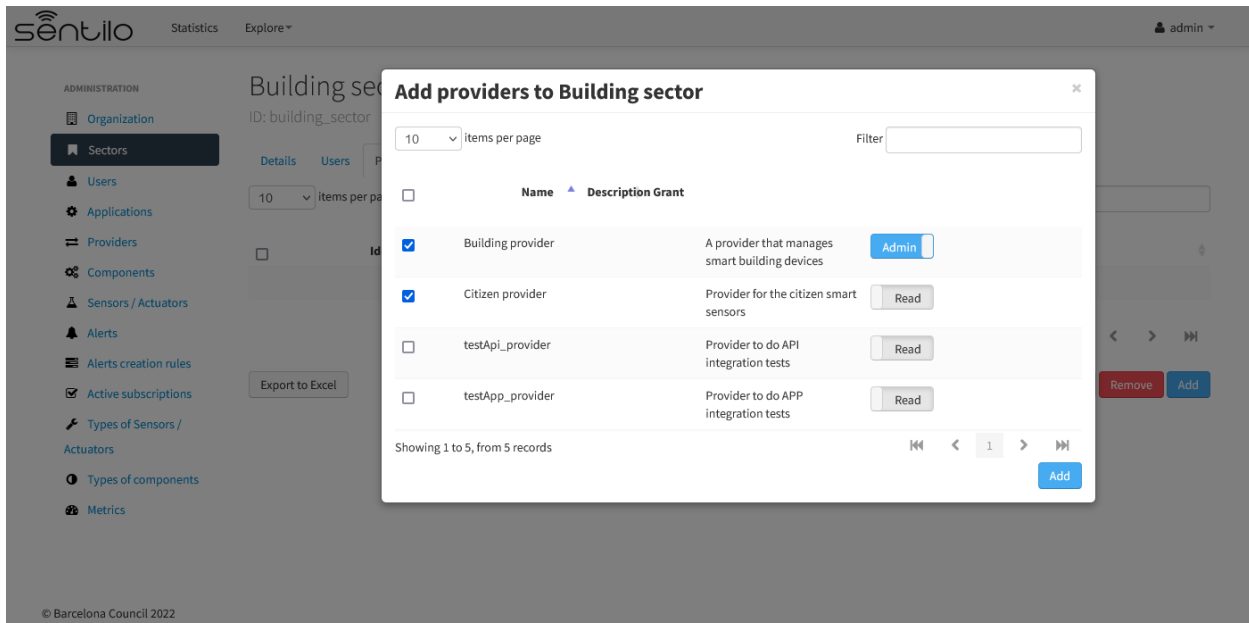 sentilo
Statistics
Explore
admin
ADMINISTRATION
Organization
Sectors
Users
Applications
Providers
Components
Sensors / Actuators
Alerts
Alerts creation rules
Active subscriptions
Types of Sensors /
Actuators
Types of components
Metrics
Building sec
ID: building_sector
Details
Users
P
10
items per pa
Id
Export to Excel
Remove
Add
Add providers to Building sector
×
10
items per page
Filter
Name
Description Grant
Building provider
A provider that manages
smart building devices
Admin
Citizen provider
Provider for the citizen smart
sensors
Read
testApi_provider
Provider to do API
integration tests
Read
testApp_provider
Provider to do APP
integration tests
Read
Showing 1 to 5, from 5 records
1
Add
© Barcelona Council 2022